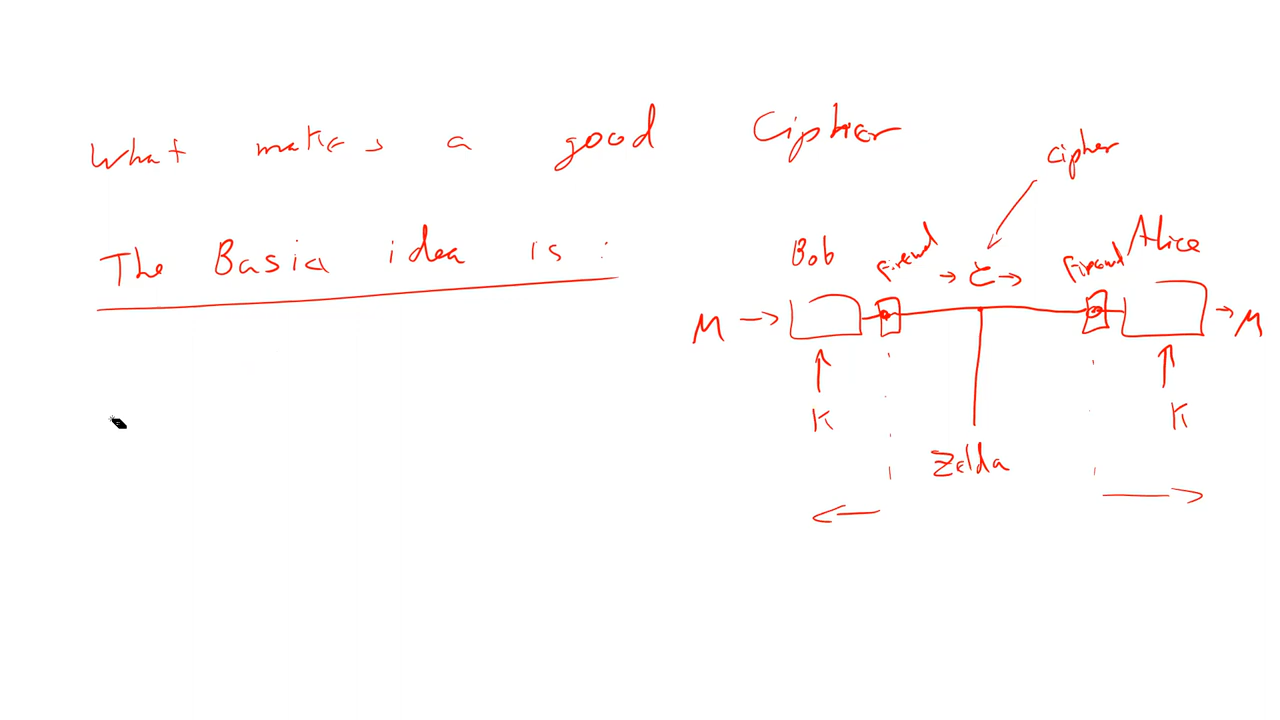 What makes a good Cipher
cipher
The Basic idea is :
Bob
firewall
→ C →
firewall
Alice
M →
→ M
K
K
Zelda